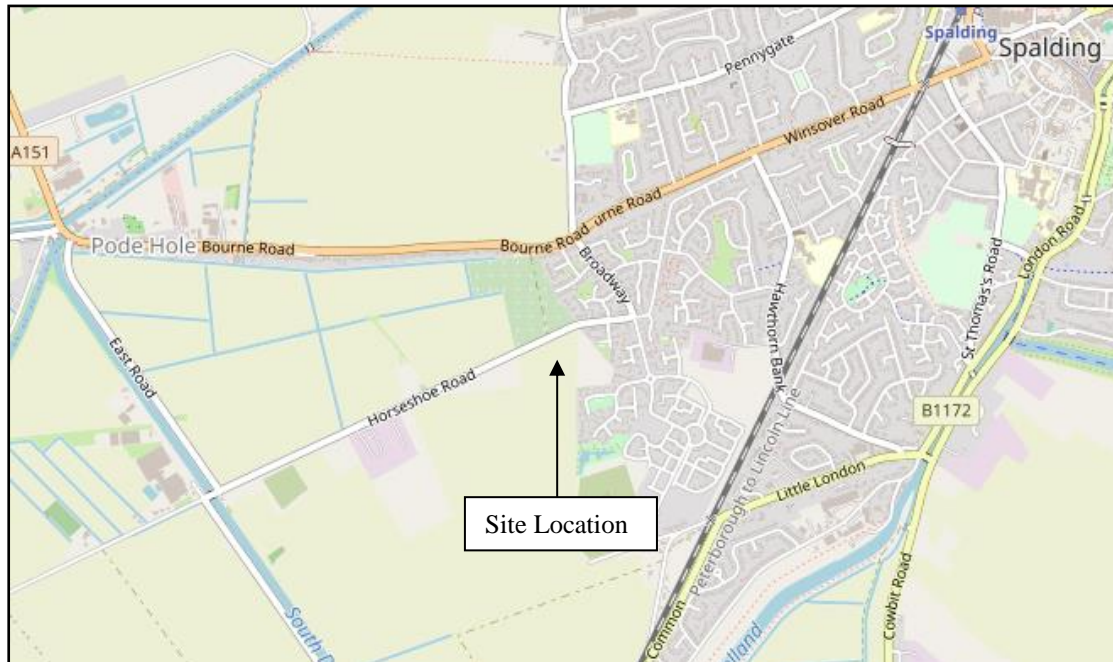 Spalding
Spalding
Pennygate
Winsover Road
A151
Pode Hole
Bourne Road
Bourne Road
urne Road
Broadway
Hawthorn Bank
St Thomas's Road
London Road
East Road
Horseshoe Road
B1172
Site Location
Little London
Peterborough to Lincoln Line
Cowbit Road
Common
South D
lland